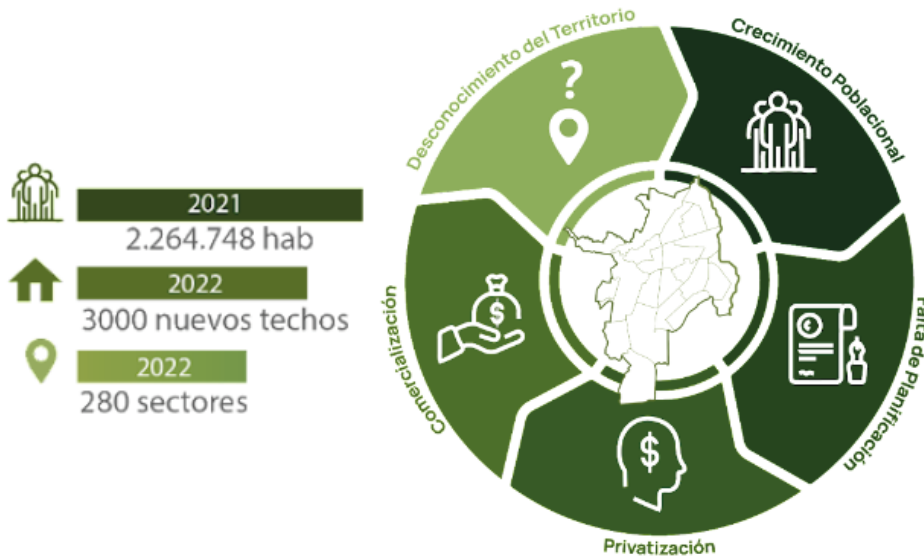 2021
2.264.748 hab
2022
3000 nuevos techos
2022
280 sectores
Desconocimiento del Territorio
?
Crecimiento Poblacional
Falta de Planificación
Privatización
$
Comercialización
$